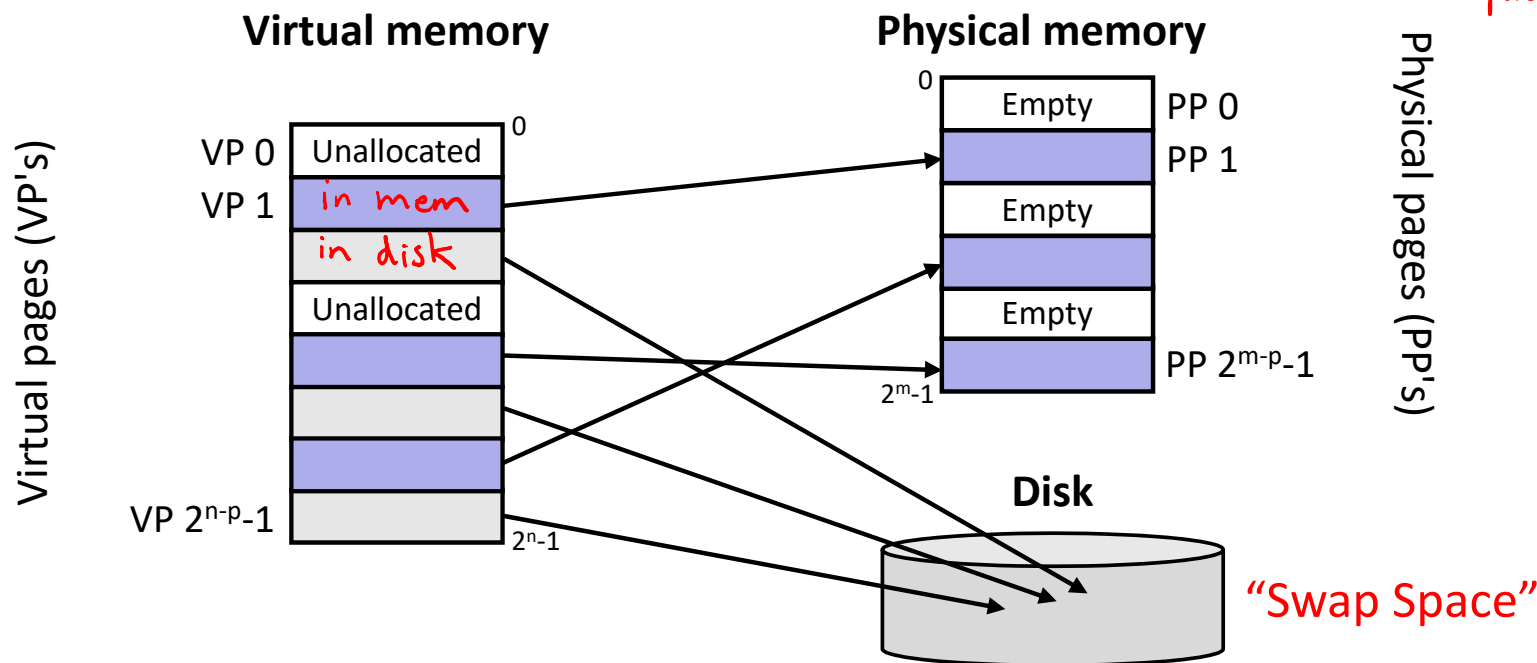 Virtual memory
Physical memory
Virtual pages (VP's)
Physical pages (PP's)
0
VP 0
Unallocated
VP 1
in mem
in disk
Unallocated
VP 2ⁿ⁻ᵖ-1
2ⁿ-1
0
Empty
PP 0
PP 1
Empty
Empty
PP 2ᵐ⁻ᵖ-1
2ᵐ-1
Disk
“Swap Space”